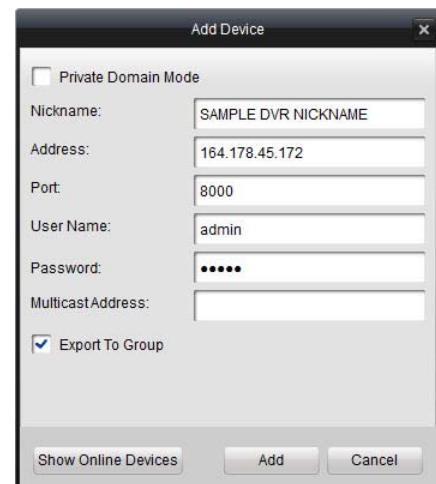 Add Device
Private Domain Mode
Nickname: SAMPLE DVR NICKNAME
Address: 164.178.45.172
Port: 8000
User Name: admin
Password: •••••
Multicast Address:
Export To Group
Show Online Devices Add Cancel